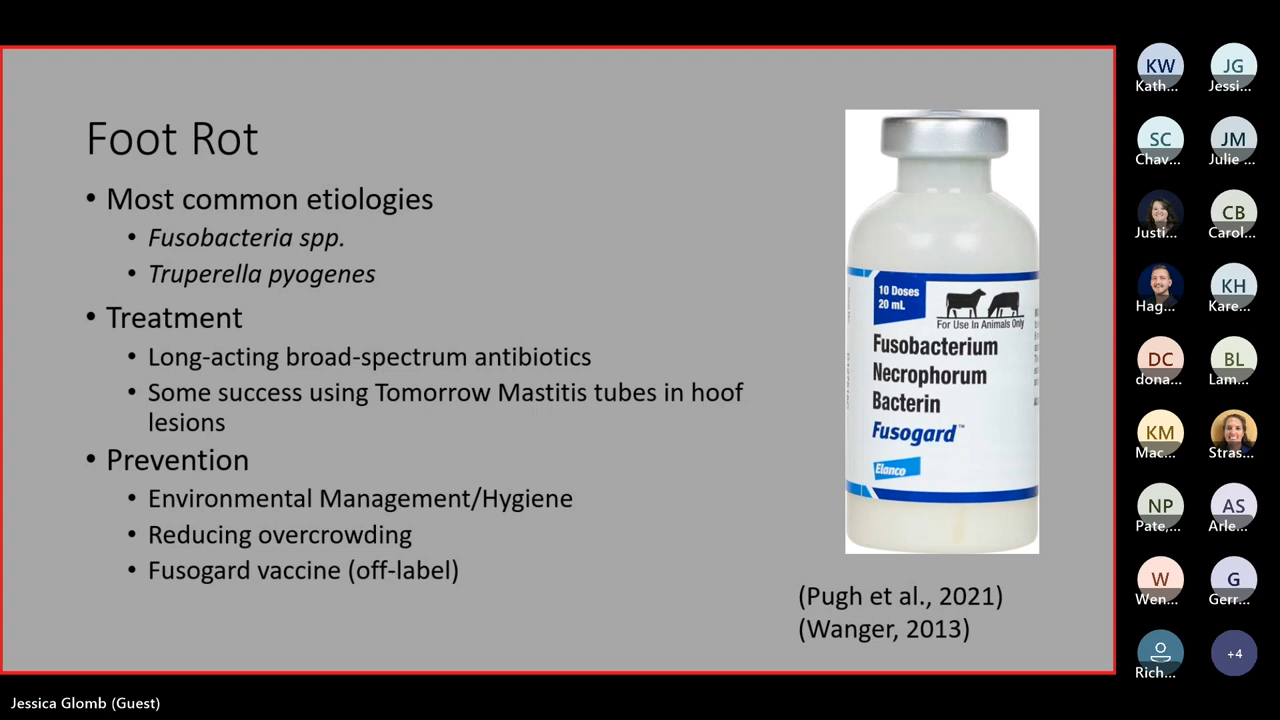 Foot Rot
• Most common etiologies
• Fusobacteria spp.
• Truperella pyogenes
• Treatment
• Long-acting broad-spectrum antibiotics
• Some success using Tomorrow Mastitis tubes in hoof
lesions
• Prevention
• Environmental Management/Hygiene
• Reducing overcrowding
• Fusogard vaccine (off-label)
10 Doses
20 mL
For Use In Animals Only
Fusobacterium
Necrophorum
Bacterin
Fusogard™
Elanco
(Pugh et al., 2021)
(Wanger, 2013)
KW
Kath...
JG
Jessi...
SC
Chav...
JM
Julie ...
Justi...
CB
Carol...
Hag...
KH
Kare...
DC
dona...
BL
Lam...
KM
Mac...
Stras...
NP
Pate,...
AS
Arle...
W
Wen...
G
Gerr...
Rich...
+4
Jessica Glomb (Guest)